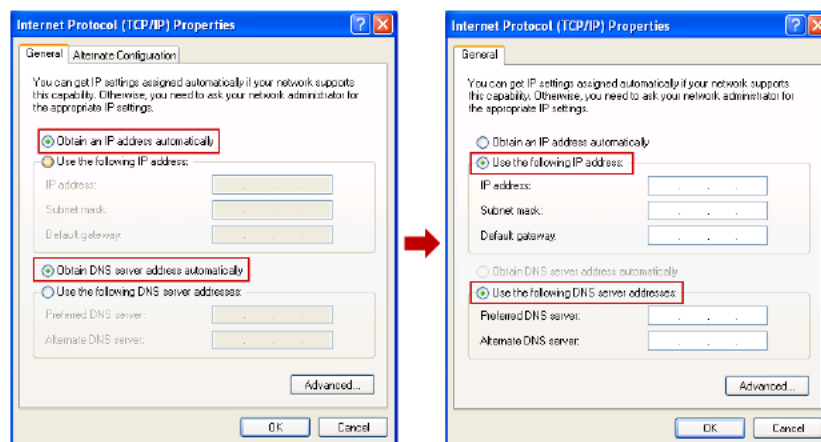 Internet Protocol (TCP/IP) Properties
General
Alternate Configuration
You can get IP settings assigned automatically if your network supports
this capability. Otherwise, you need to ask your network administrator for
the appropriate IP settings.
Obtain an IP address automatically
Use the following IP address:
IP address:
Subnet mask:
Default gateway:
Obtain DNS server address automatically
Use the following DNS server addresses:
Preferred DNS server:
Alternate DNS server:
Advanced...
OK
Cancel
Internet Protocol (TCP/IP) Properties
General
You can get IP settings assigned automatically if your network supports
this capability. Otherwise, you need to ask your network administrator for
the appropriate IP settings.
Obtain an IP address automatically
Use the following IP address:
IP address:
Subnet mask:
Default gateway:
Obtain DNS server address automatically
Use the following DNS server addresses:
Preferred DNS server:
Alternate DNS server:
Advanced...
OK
Cancel